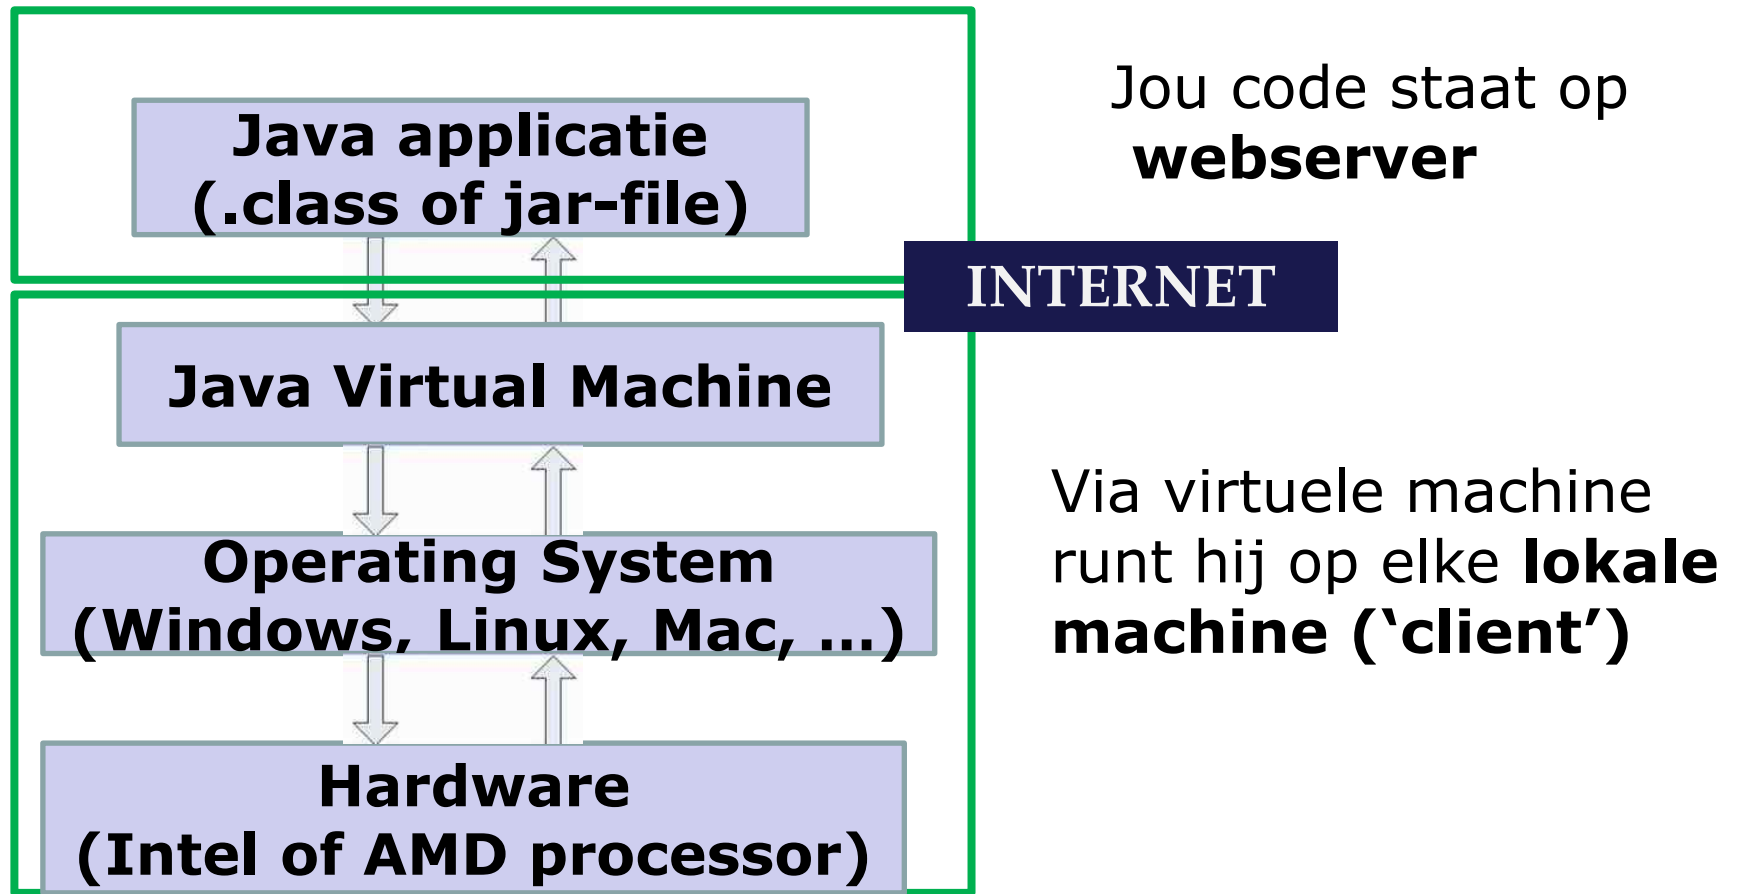 Java applicatie
(.class of jar-file)
Jou code staat op
webserver
INTERNET
Java Virtual Machine
Operating System
(Windows, Linux, Mac, …)
Via virtuele machine
runt hij op elke lokale
machine (‘client’)
Hardware
(Intel of AMD processor)